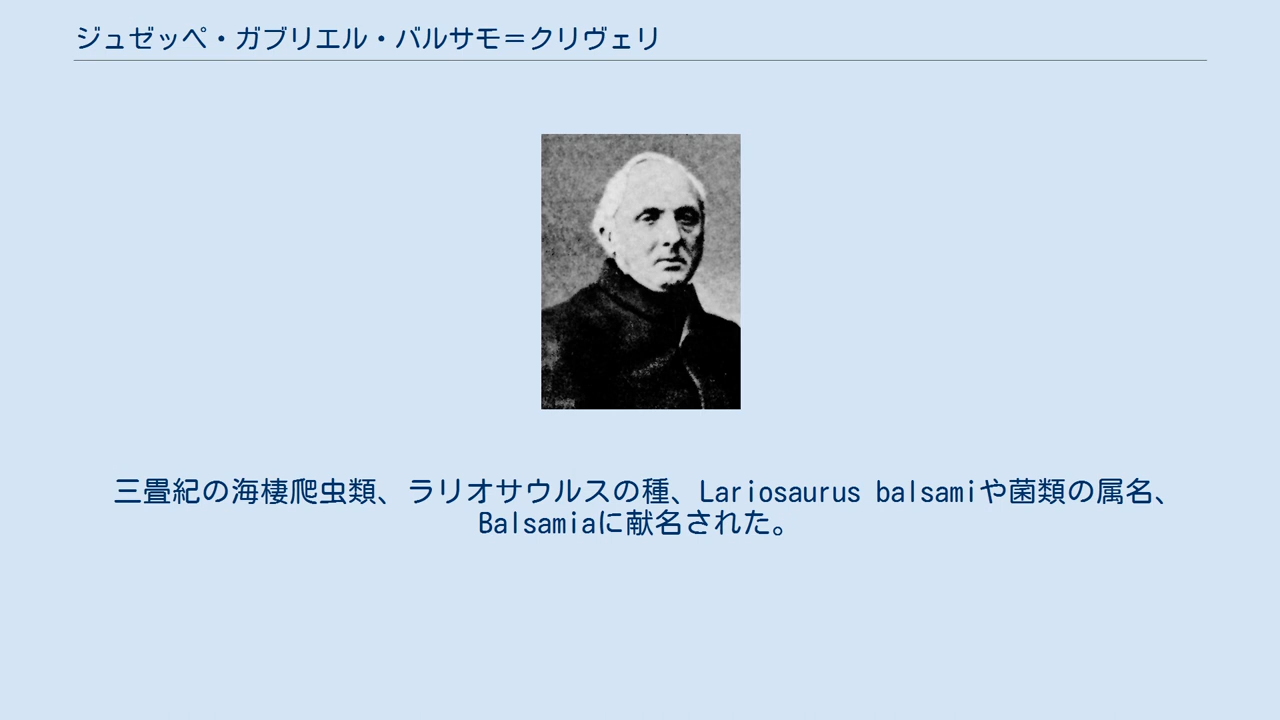 ジュゼッペ・ガブリエル・バルサモ＝クリヴェリ
三畳紀の海棲爬虫類、ラリオサウルスの種、Lariosaurus balsamiや菌類の属名、
Balsamiaに献名された。